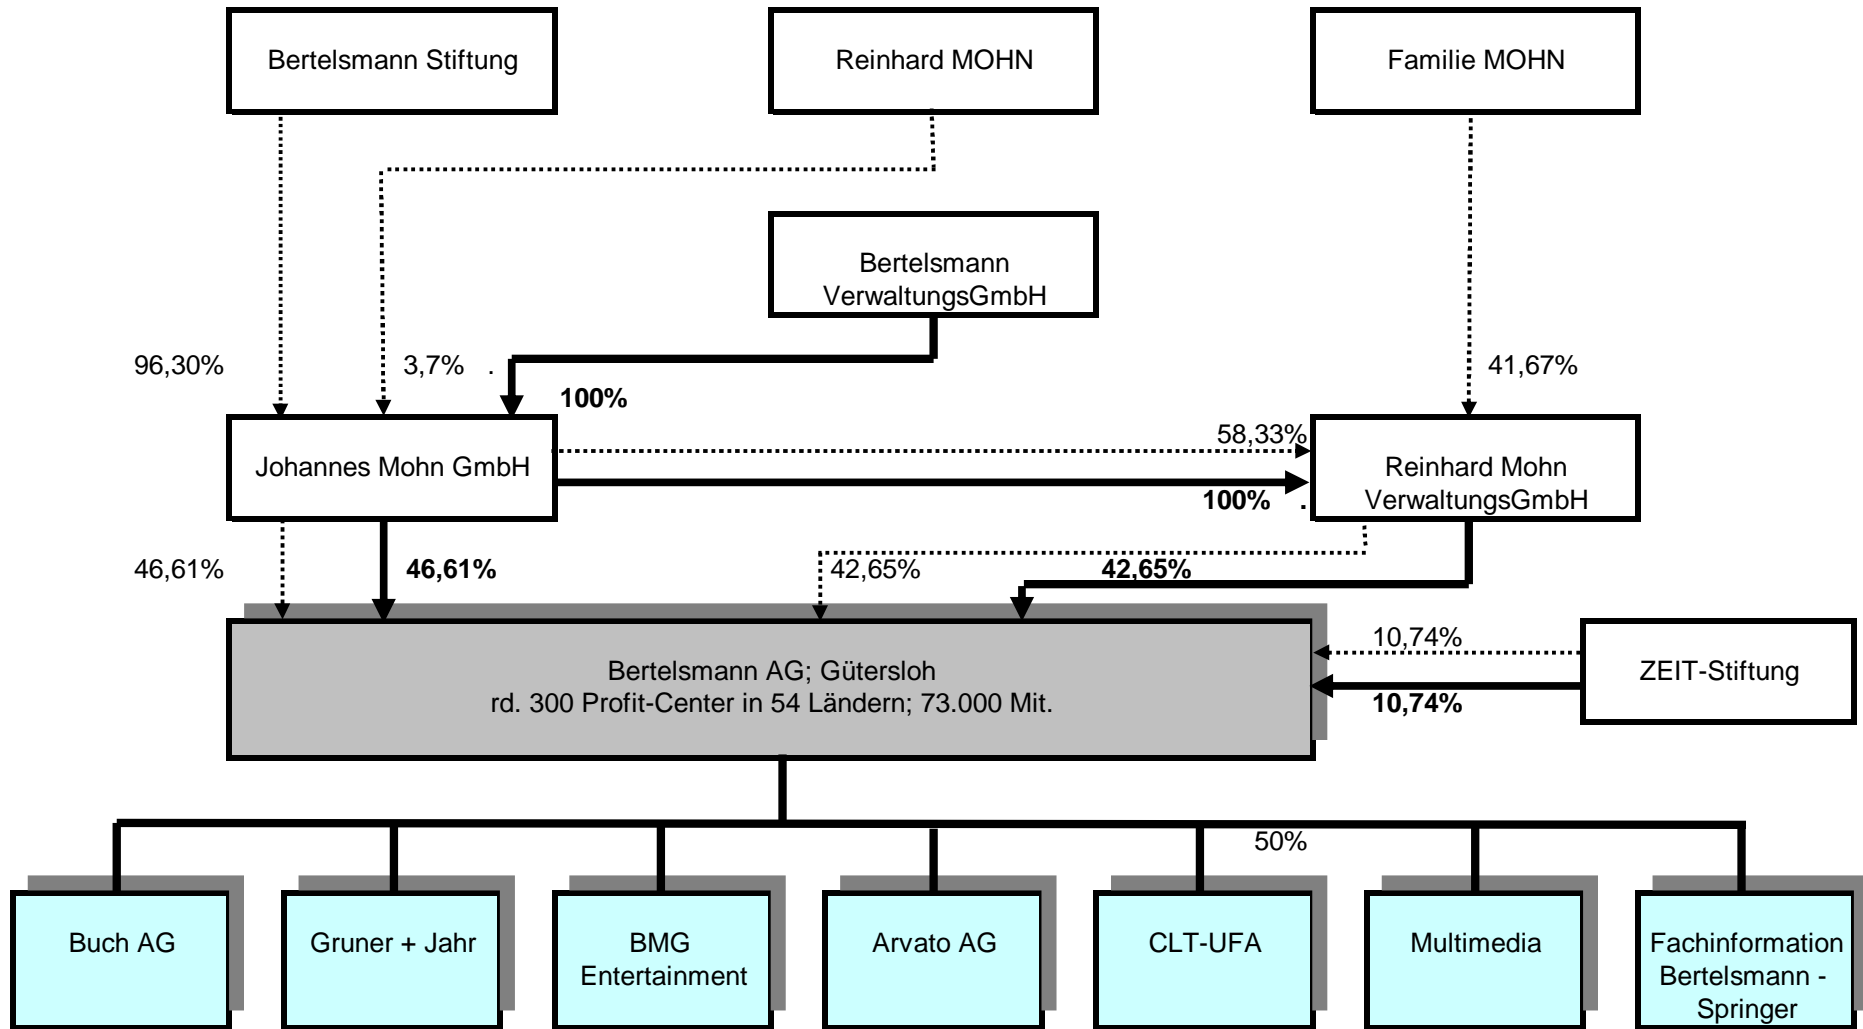 Bertelsmann Stiftung
Reinhard MOHN
Familie MOHN
Bertelsmann
VerwaltungsGmbH
96,30%
3,7% .
100%
41,67%
Johannes Mohn GmbH
58,33%
100% .
Reinhard Mohn
VerwaltungsGmbH
46,61%
46,61%
42,65%
42,65%
Bertelsmann AG; Gütersloh
rd. 300 Profit-Center in 54 Ländern; 73.000 Mit.
10,74%
10,74%
ZEIT-Stiftung
50%
Buch AG
Gruner + Jahr
BMG
Entertainment
Arvato AG
CLT-UFA
Multimedia
Fachinformation
Bertelsmann -
Springer